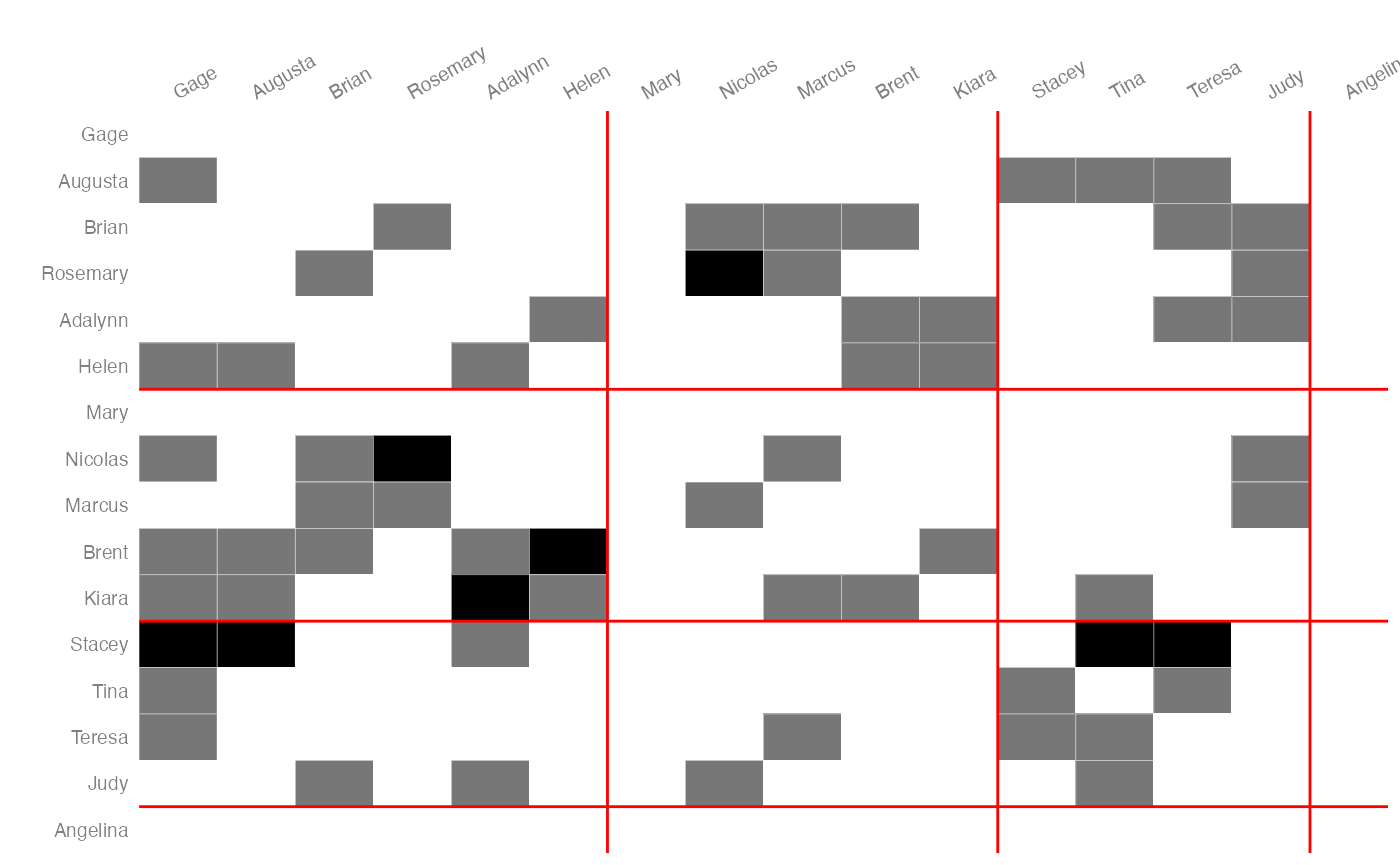 Gage Augusta Brian Rosemary Adalynn Helen Mary Nicolas Marcus Brent Kiara Stacey Tina Teresa Judy Angelin
Gage
Augusta
Brian
Rosemary
Adalynn
Helen
Mary
Nicolas
Marcus
Brent
Kiara
Stacey
Tina
Teresa
Judy
Angelina